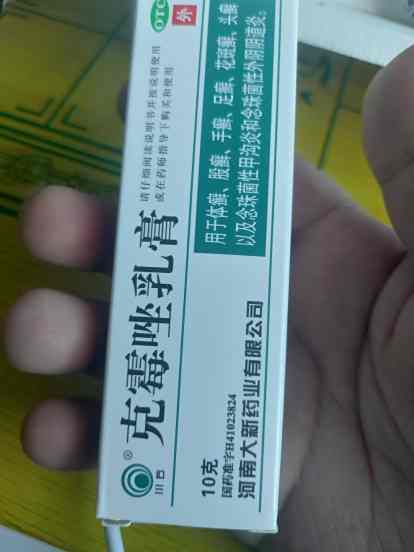 OTC
外
请仔细阅读说明书并按说明使用
或在药师指导下购买和使用
川石
®
克霉唑乳膏
用于体癣、股癣、手癣、足癣、花斑癣、头癣
以及念珠菌性甲沟炎和念珠菌性外阴阴道炎。
10克
国药准字H41023824
河南大新药业有限公司